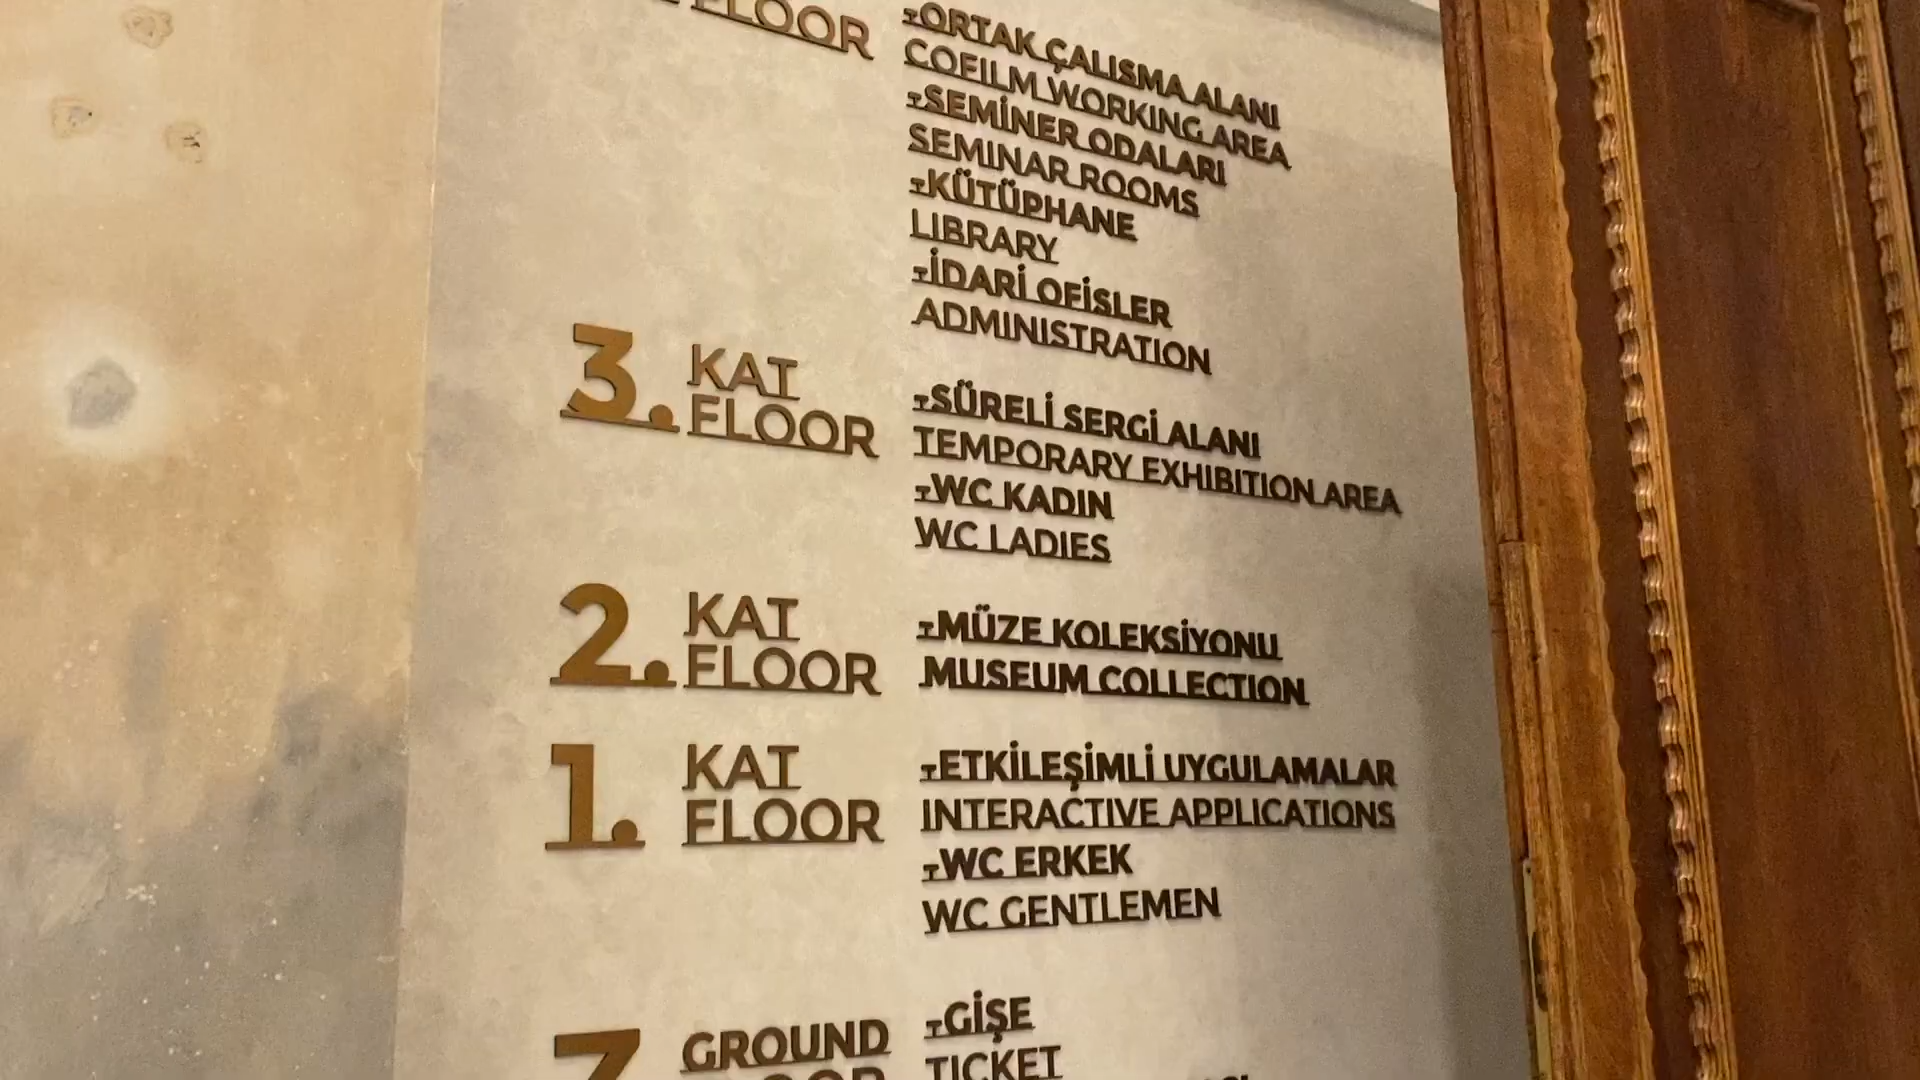 FLOOR
ORTAK ÇALIŞMA ALANI
COFILM WORKING AREA
SEMİNER ODALARI
SEMINAR ROOMS
KÜTÜPHANE
LIBRARY
İDARİ OFİSLER
ADMINISTRATION
3. KAT
FLOOR
SÜRELİ SERGİ ALANI
TEMPORARY EXHIBITION AREA
WC KADIN
WC LADIES
2. KAT
FLOOR
MÜZE KOLEKSİYONU
MUSEUM COLLECTION
1. KAT
FLOOR
ETKİLEŞİMLİ UYGULAMALAR
INTERACTIVE APPLICATIONS
WC ERKEK
WC GENTLEMEN
Z GROUND
GİŞE
TICKET